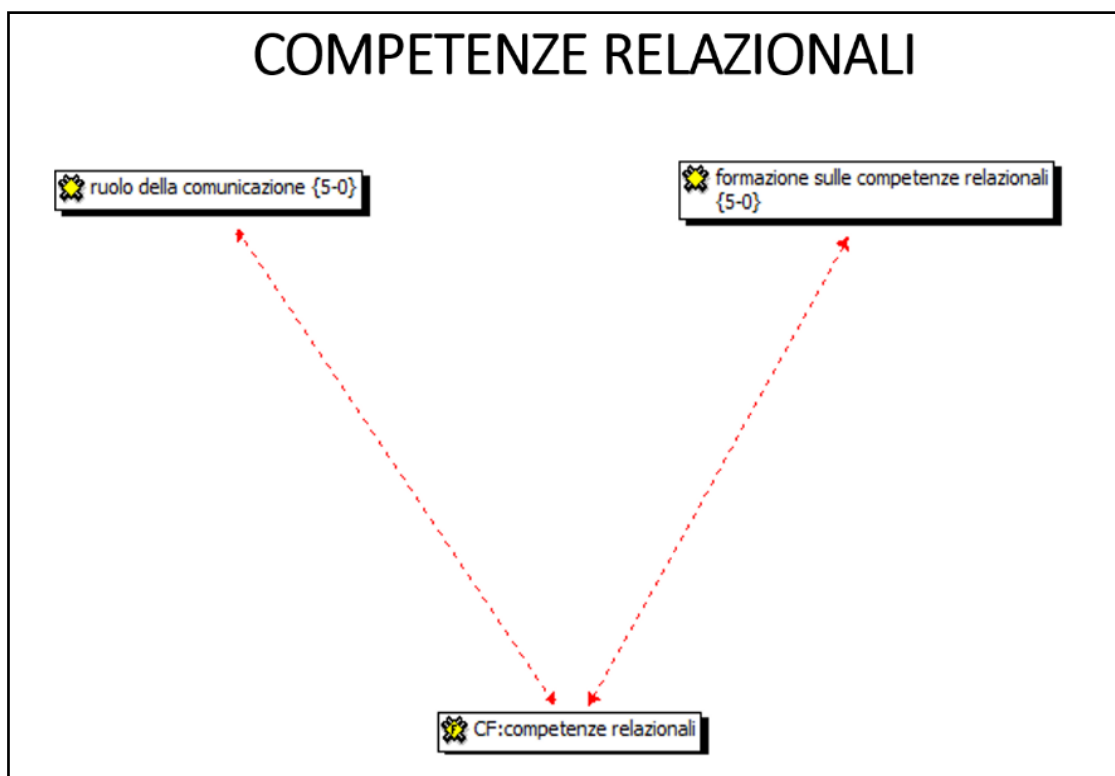 COMPETENZE RELAZIONALI
ruolo della comunicazione {5-0}
formazione sulle competenze relazionali
{5-0}
CF:competenze relazionali